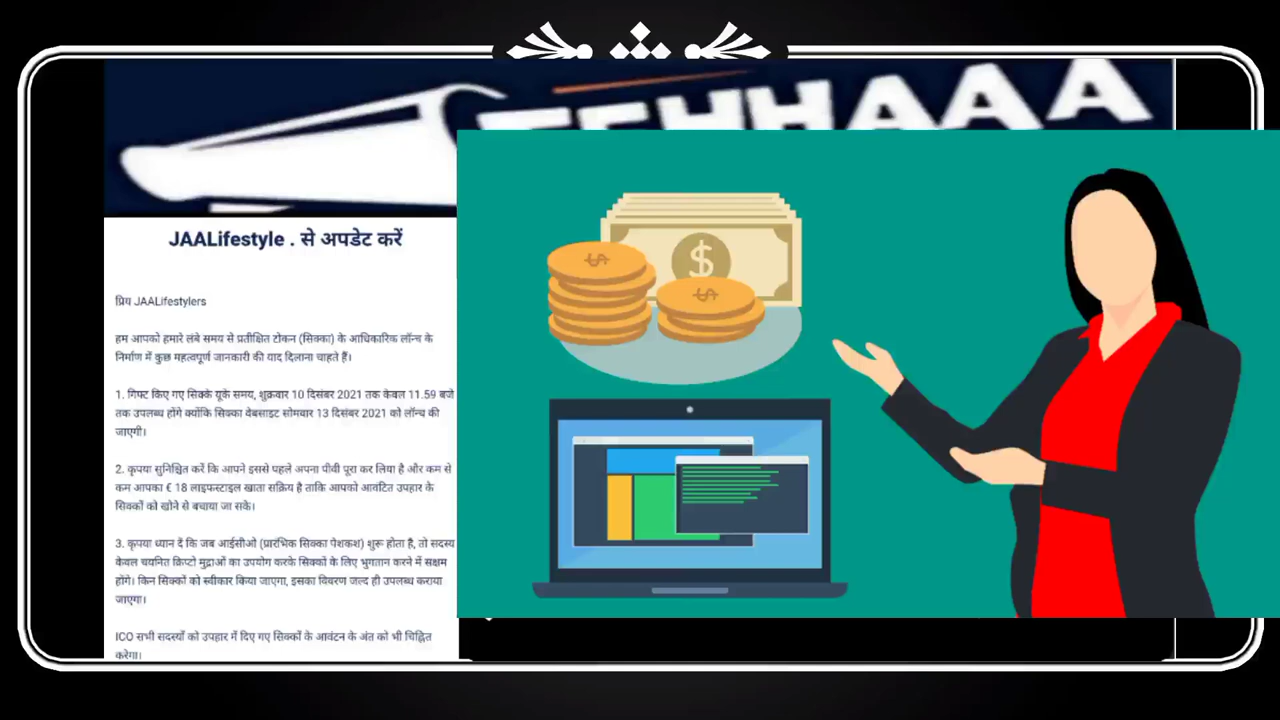 JAALifestyle . से अपडेट करें
प्रिय JAALifestylers
हम आपको हमारे लंबे समय से प्रतीक्षित टोकन (सिक्का) के आधिकारिक लॉन्च के
निर्माण में कुछ महत्वपूर्ण जानकारी की याद दिलाना चाहते हैं।
1. गिफ्ट किए गए सिक्के यूके समय, शुक्रवार 10 दिसंबर 2021 तक केवल 11.59 बजे
तक उपलब्ध होंगे क्योंकि सिक्का वेबसाइट सोमवार 13 दिसंबर 2021 को लॉन्च की
जाएगी।
2. कृपया सुनिश्चित करें कि आपने इससे पहले अपना पीवी पूरा कर लिया है और कम से
कम आपका € 18 लाइफस्टाइल खाता सक्रिय है ताकि आपको आवंटित उपहार के
सिक्कों को खोने से बचाया जा सके।
3. कृपया ध्यान दें कि जब आईसीओ (प्रारंभिक सिक्का पेशकश) शुरू होता है, तो सदस्य
केवल चयनित क्रिप्टो मुद्राओं का उपयोग करके सिक्कों के लिए भुगतान करने में सक्षम
होंगे। किन सिक्कों को स्वीकार किया जाएगा, इसका विवरण जल्द ही उपलब्ध कराया
जाएगा।
ICO सभी सदस्यों को उपहार में दिए गए सिक्कों के आवंटन के अंत को भी चिह्नित
करेगा।